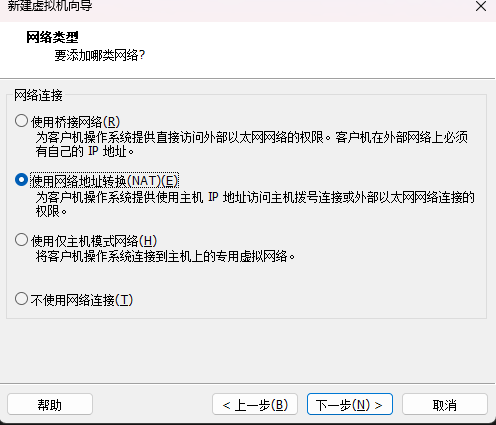 新建虚拟机向导
网络类型
要添加哪类网络?
网络连接
使用桥接网络(R)
为客户机操作系统提供直接访问外部以太网网络的权限。客户机在外部网络上必须
有自己的 IP 地址。
使用网络地址转换(NAT)(E)
为客户机操作系统提供使用主机 IP 地址访问主机拨号连接或外部以太网网络连接的
权限。
使用仅主机模式网络(H)
将客户机操作系统连接到主机上的专用虚拟网络。
不使用网络连接(T)
帮助
< 上一步(B)
下一步(N) >
取消